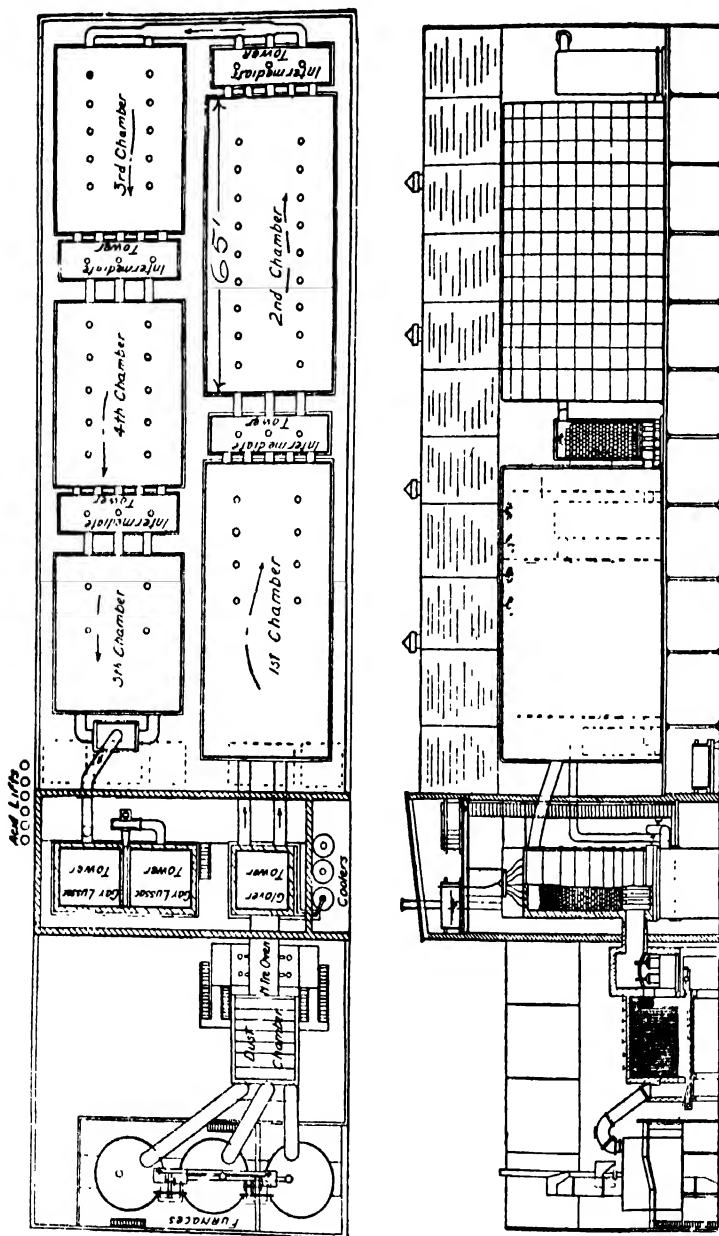 Intermediate
Tower
3rd Chamber
Intermediate
Tower
65'
2nd Chamber
4th Chamber
Intermediate
Tower
Intermediate
Tower
5th Chamber
1st Chamber
Acid Lifts
Gay Lussac
Tower
Gay Lussac
Tower
Glover
Tower
Coolers
Nitre Oven
Dust
Chamber
C
Furnaces